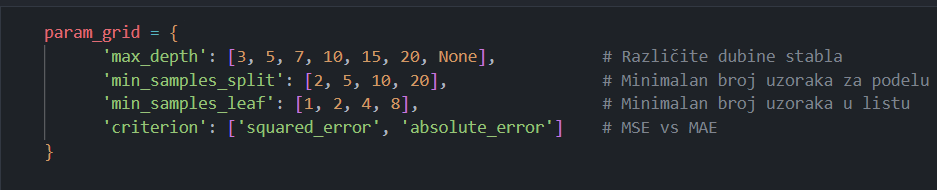 param_grid = {
'max_depth': [3, 5, 7, 10, 15, 20, None], # Različite dubine stabla
'min_samples_split': [2, 5, 10, 20], # Minimalan broj uzoraka za podelu
'min_samples_leaf': [1, 2, 4, 8], # Minimalan broj uzoraka u listu
'criterion': ['squared_error', 'absolute_error'] # MSE vs MAE
}